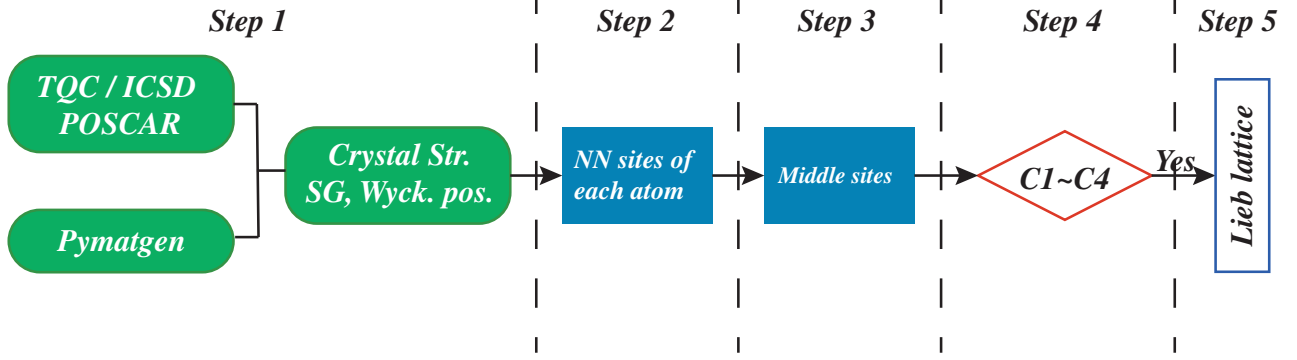 Step 1
Step 2
Step 3
Step 4
Step 5
TQC / ICSD
POSCAR
Pymatgen
Crystal Str.
SG, Wyck. pos.
NN sites of
each atom
Middle sites
C1~C4
Yes
Lieb lattice